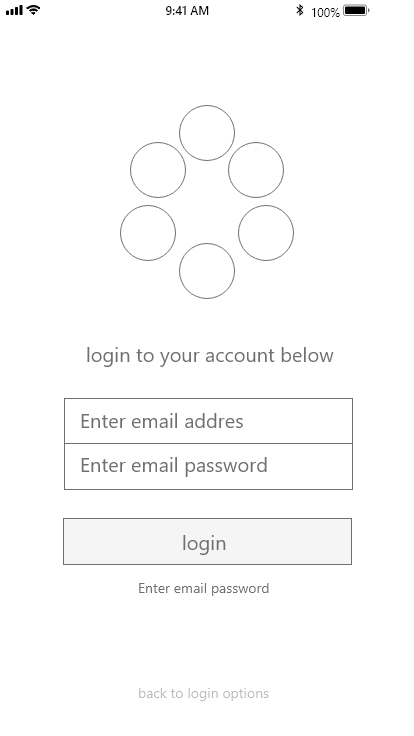 9:41 AM 100%
login to your account below
Enter email addres
Enter email password
login
Enter email password
back to login options